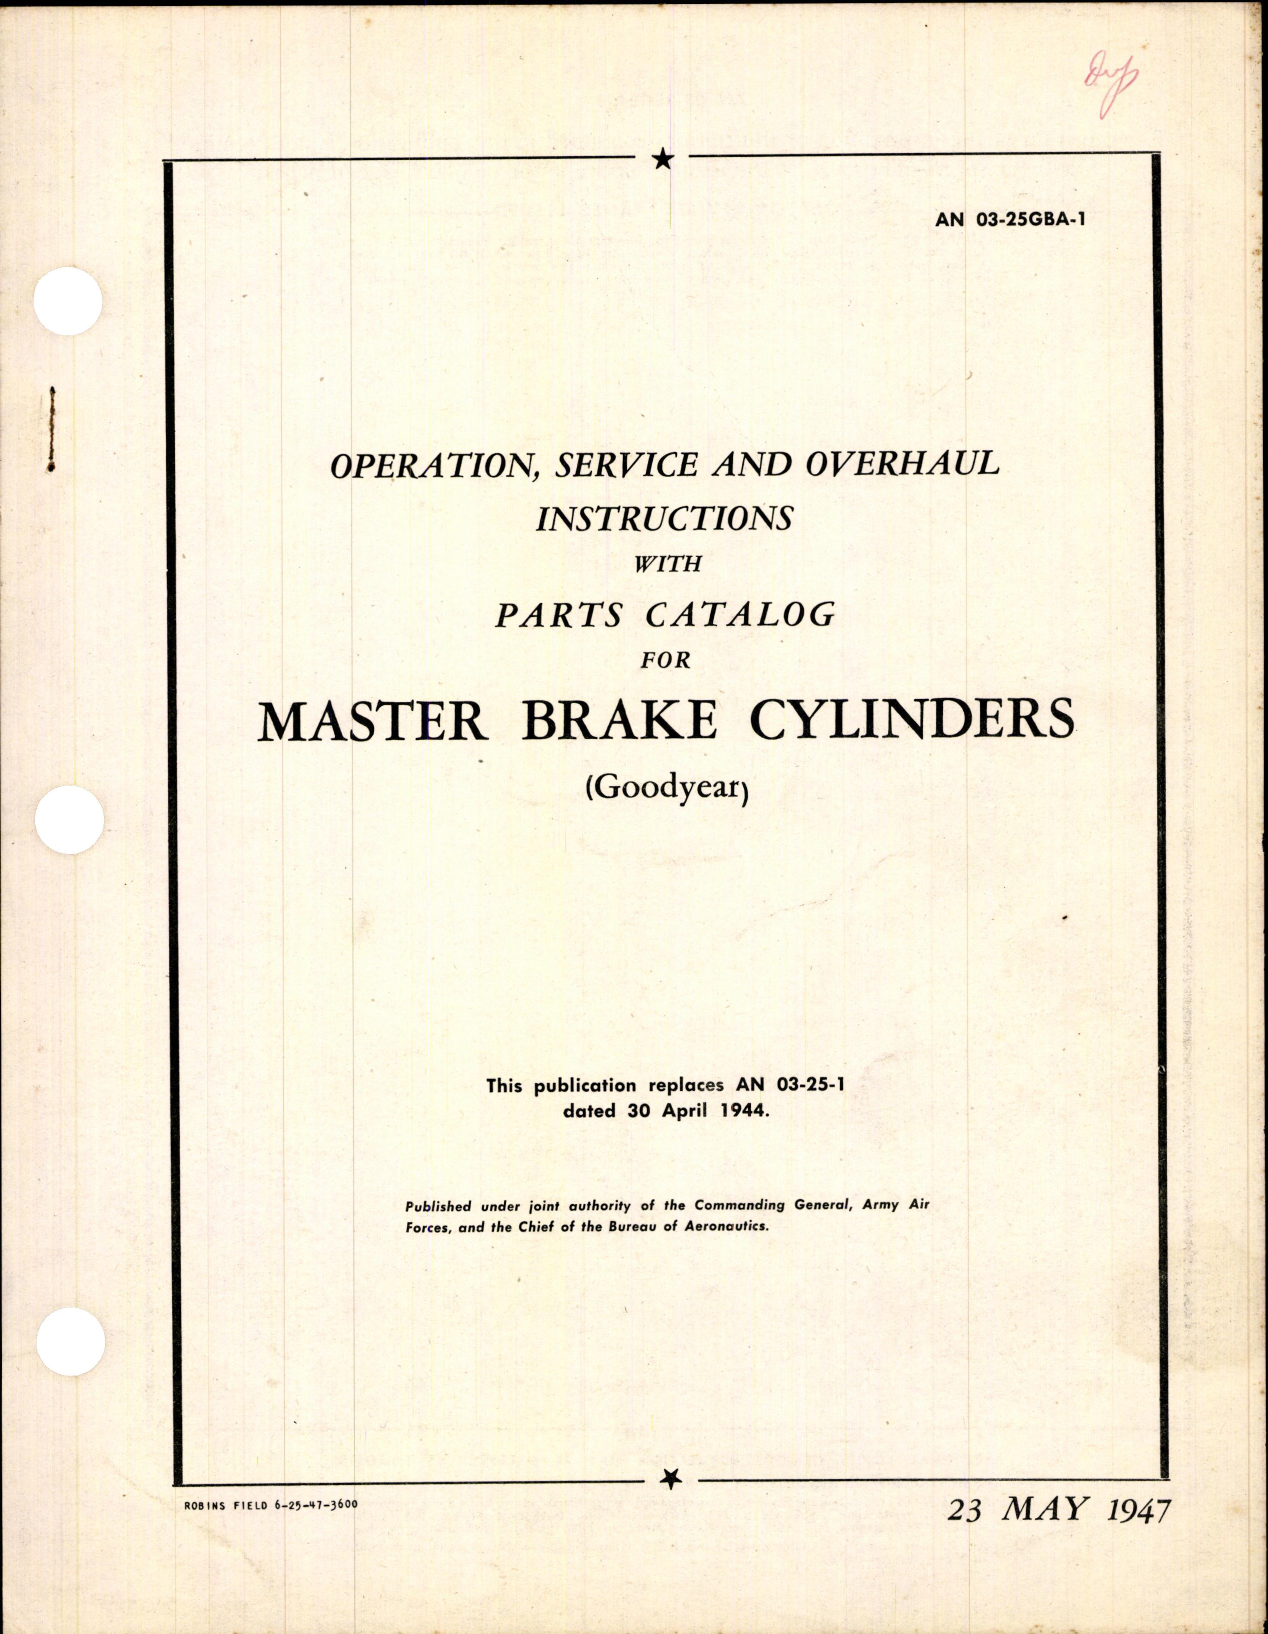 Dup
AN 03-25GBA-1
OPERATION, SERVICE AND OVERHAUL
INSTRUCTIONS
WITH
PARTS CATALOG
FOR
MASTER BRAKE CYLINDERS
(Goodyear)
This publication replaces AN 03-25-1
dated 30 April 1944.
Published under joint authority of the Commanding General, Army Air
Forces, and the Chief of the Bureau of Aeronautics.
ROBINS FIELD 6-25-47-3600
23 MAY 1947